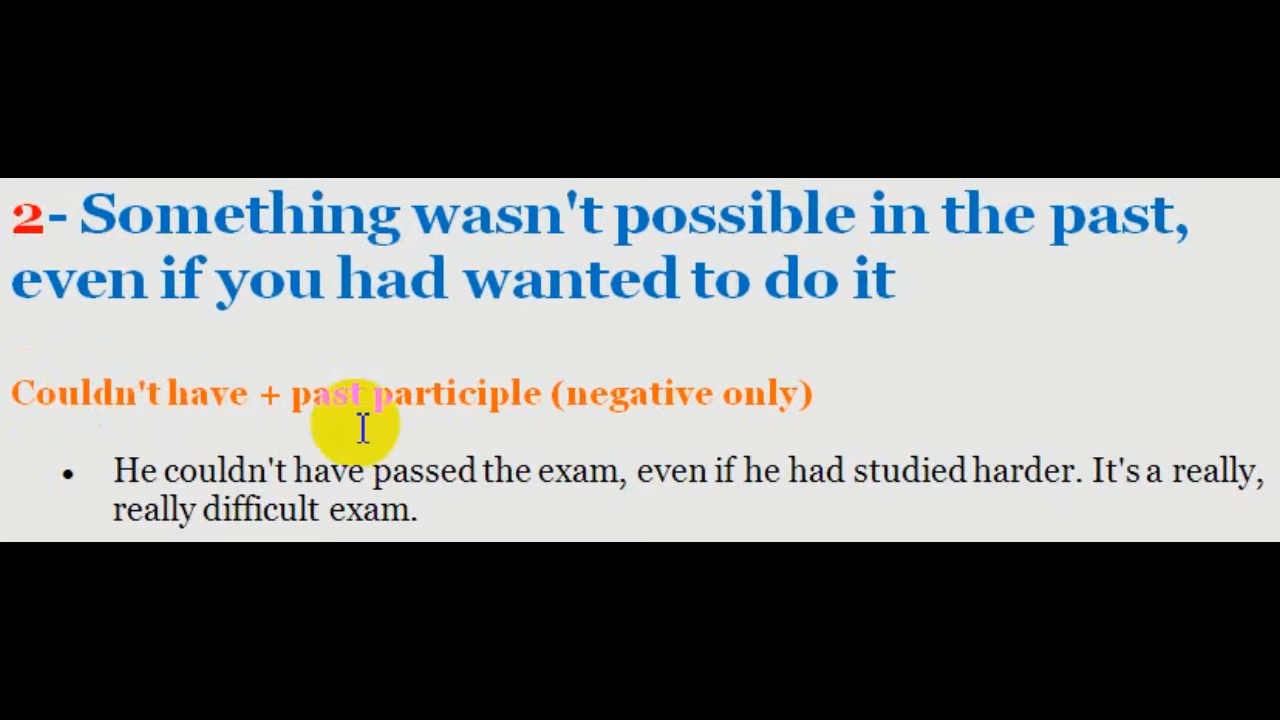 2- Something wasn't possible in the past,
even if you had wanted to do it
Couldn't have + past participle (negative only)
• He couldn't have passed the exam, even if he had studied harder. It's a really,
really difficult exam.